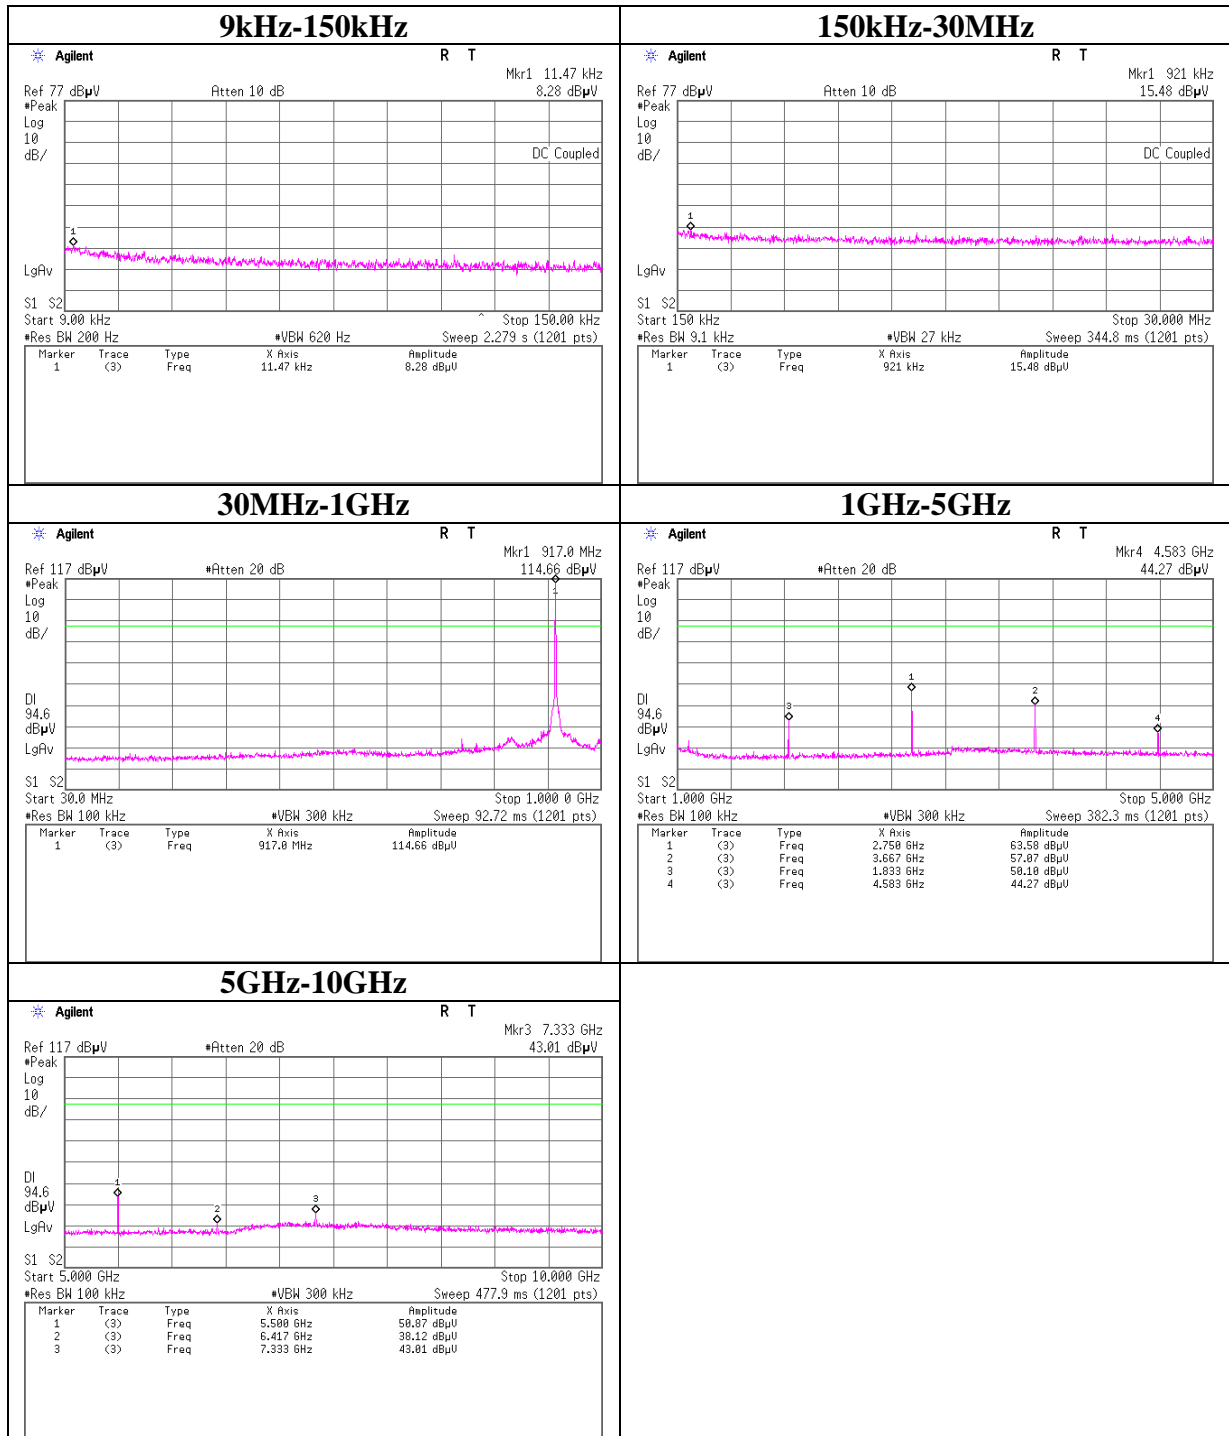 9kHz-150kHz
Agilent R T
Mkr1 11.47 kHz
Ref 77 dBµV Atten 10 dB 8.28 dBµV
#Peak
Log
10
dB/
DC Coupled
1
LgAv
S1 S2
Start 9.00 kHz ^ Stop 150.00 kHz
#Res BW 200 Hz #VBW 620 Hz Sweep 2.279 s (1201 pts)
Marker Trace Type X Axis Amplitude
1 (3) Freq 11.47 kHz 8.28 dBµV
150kHz-30MHz
Agilent R T
Mkr1 921 kHz
Ref 77 dBµV Atten 10 dB 15.48 dBµV
#Peak
Log
10
dB/
DC Coupled
1
LgAv
S1 S2
Start 150 kHz Stop 30.000 MHz
#Res BW 9.1 kHz #VBW 27 kHz Sweep 344.8 ms (1201 pts)
Marker Trace Type X Axis Amplitude
1 (3) Freq 921 kHz 15.48 dBµV
30MHz-1GHz
Agilent R T
Mkr1 917.0 MHz
Ref 117 dBµV #Atten 20 dB 114.66 dBµV
#Peak
Log
10
dB/
1
DI
94.6
dBµV
LgAv
S1 S2
Start 30.0 MHz Stop 1.000 0 GHz
#Res BW 100 kHz #VBW 300 kHz Sweep 92.72 ms (1201 pts)
Marker Trace Type X Axis Amplitude
1 (3) Freq 917.0 MHz 114.66 dBµV
1GHz-5GHz
Agilent R T
Mkr4 4.583 GHz
Ref 117 dBµV #Atten 20 dB 44.27 dBµV
#Peak
Log
10
dB/
1
2
3
4
DI
94.6
dBµV
LgAv
S1 S2
Start 1.000 GHz Stop 5.000 GHz
#Res BW 100 kHz #VBW 300 kHz Sweep 382.3 ms (1201 pts)
Marker Trace Type X Axis Amplitude
1 (3) Freq 2.750 GHz 63.58 dBµV
2 (3) Freq 3.667 GHz 57.07 dBµV
3 (3) Freq 1.833 GHz 50.10 dBµV
4 (3) Freq 4.583 GHz 44.27 dBµV
5GHz-10GHz
Agilent R T
Mkr3 7.333 GHz
Ref 117 dBµV #Atten 20 dB 43.01 dBµV
#Peak
Log
10
dB/
1
2
3
DI
94.6
dBµV
LgAv
S1 S2
Start 5.000 GHz Stop 10.000 GHz
#Res BW 100 kHz #VBW 300 kHz Sweep 477.9 ms (1201 pts)
Marker Trace Type X Axis Amplitude
1 (3) Freq 5.500 GHz 50.87 dBµV
2 (3) Freq 6.417 GHz 38.12 dBµV
3 (3) Freq 7.333 GHz 43.01 dBµV